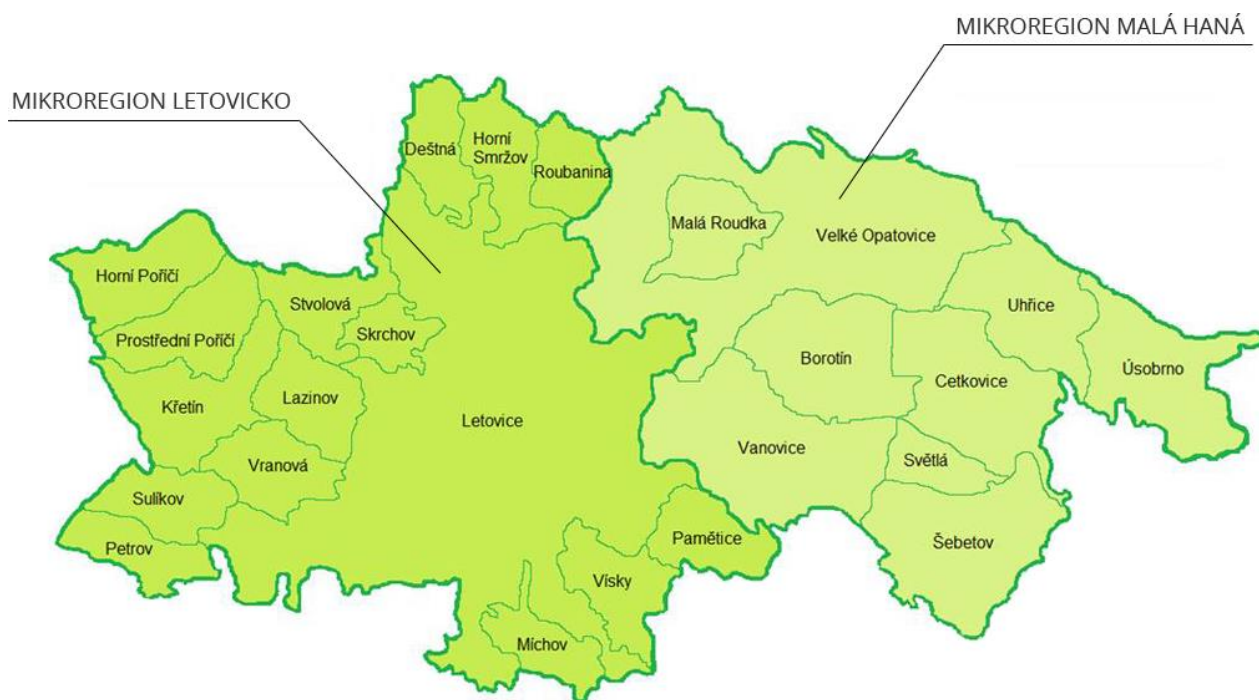 MIKROREGION MALÁ HANÁ
MIKROREGION LETOVICKO
Deštná
Horní
Smržov
Roubanina
Malá Roudka
Velké Opatovice
Horní Poříčí
Stvolová
Uhřice
Prostřední Poříčí
Skrchov
Borotín
Úsobrno
Cetkovice
Křetín
Lazinov
Letovice
Vanovice
Světlá
Vranová
Sulíkov
Petrov
Pamětice
Šebetov
Vísky
Míchov